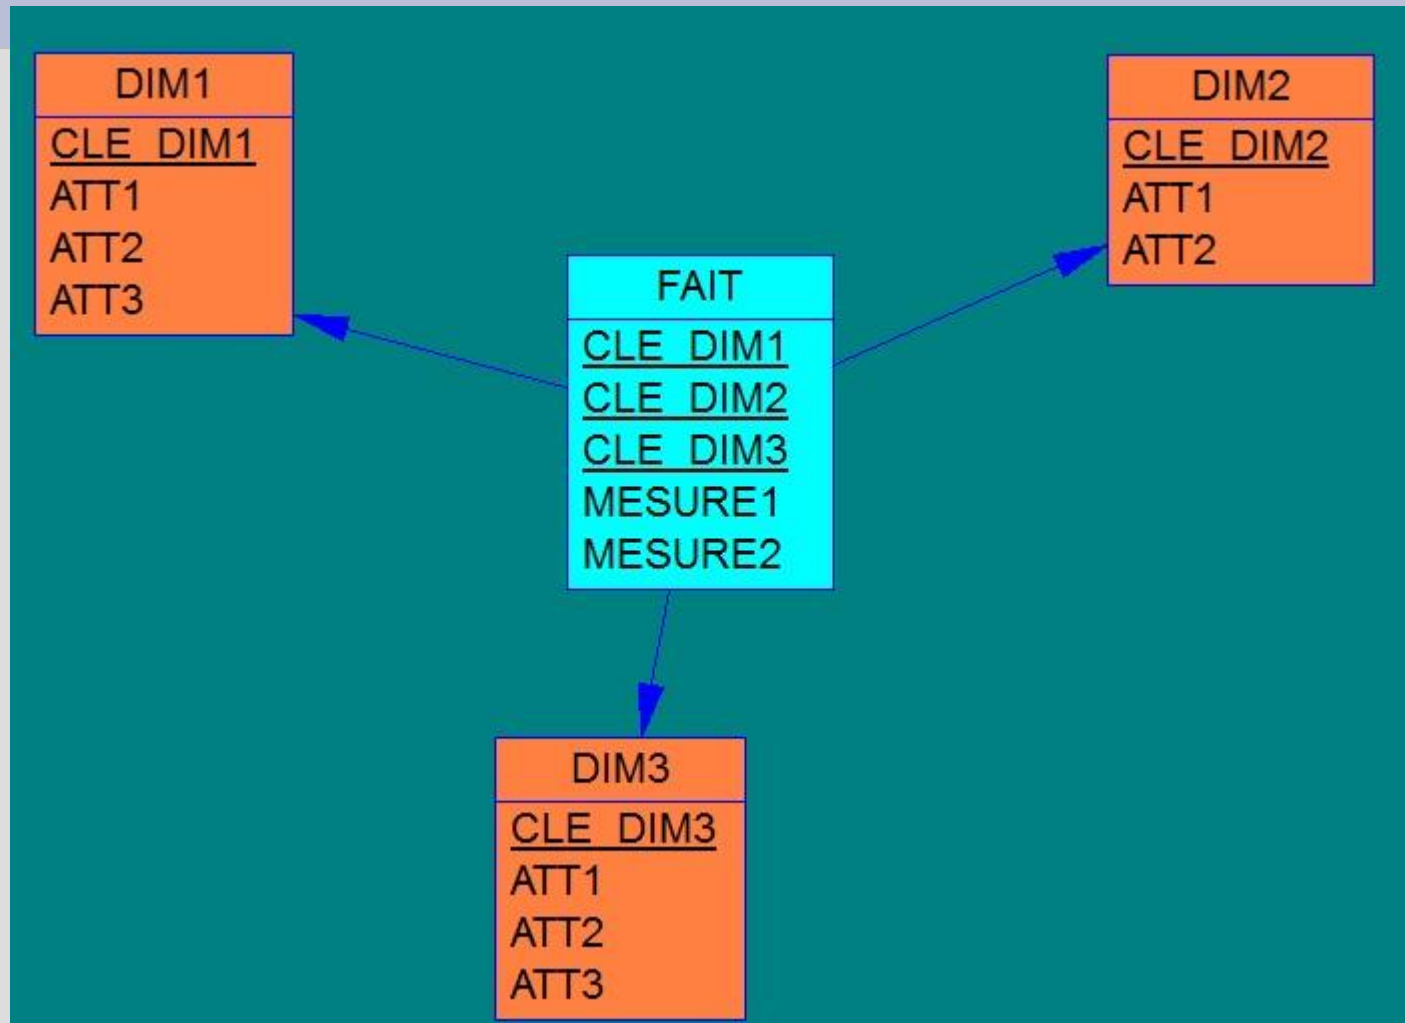 DIM1
CLE_DIM1
ATT1
ATT2
ATT3
DIM2
CLE_DIM2
ATT1
ATT2
FAIT
CLE_DIM1
CLE_DIM2
CLE_DIM3
MESURE1
MESURE2
DIM3
CLE_DIM3
ATT1
ATT2
ATT3